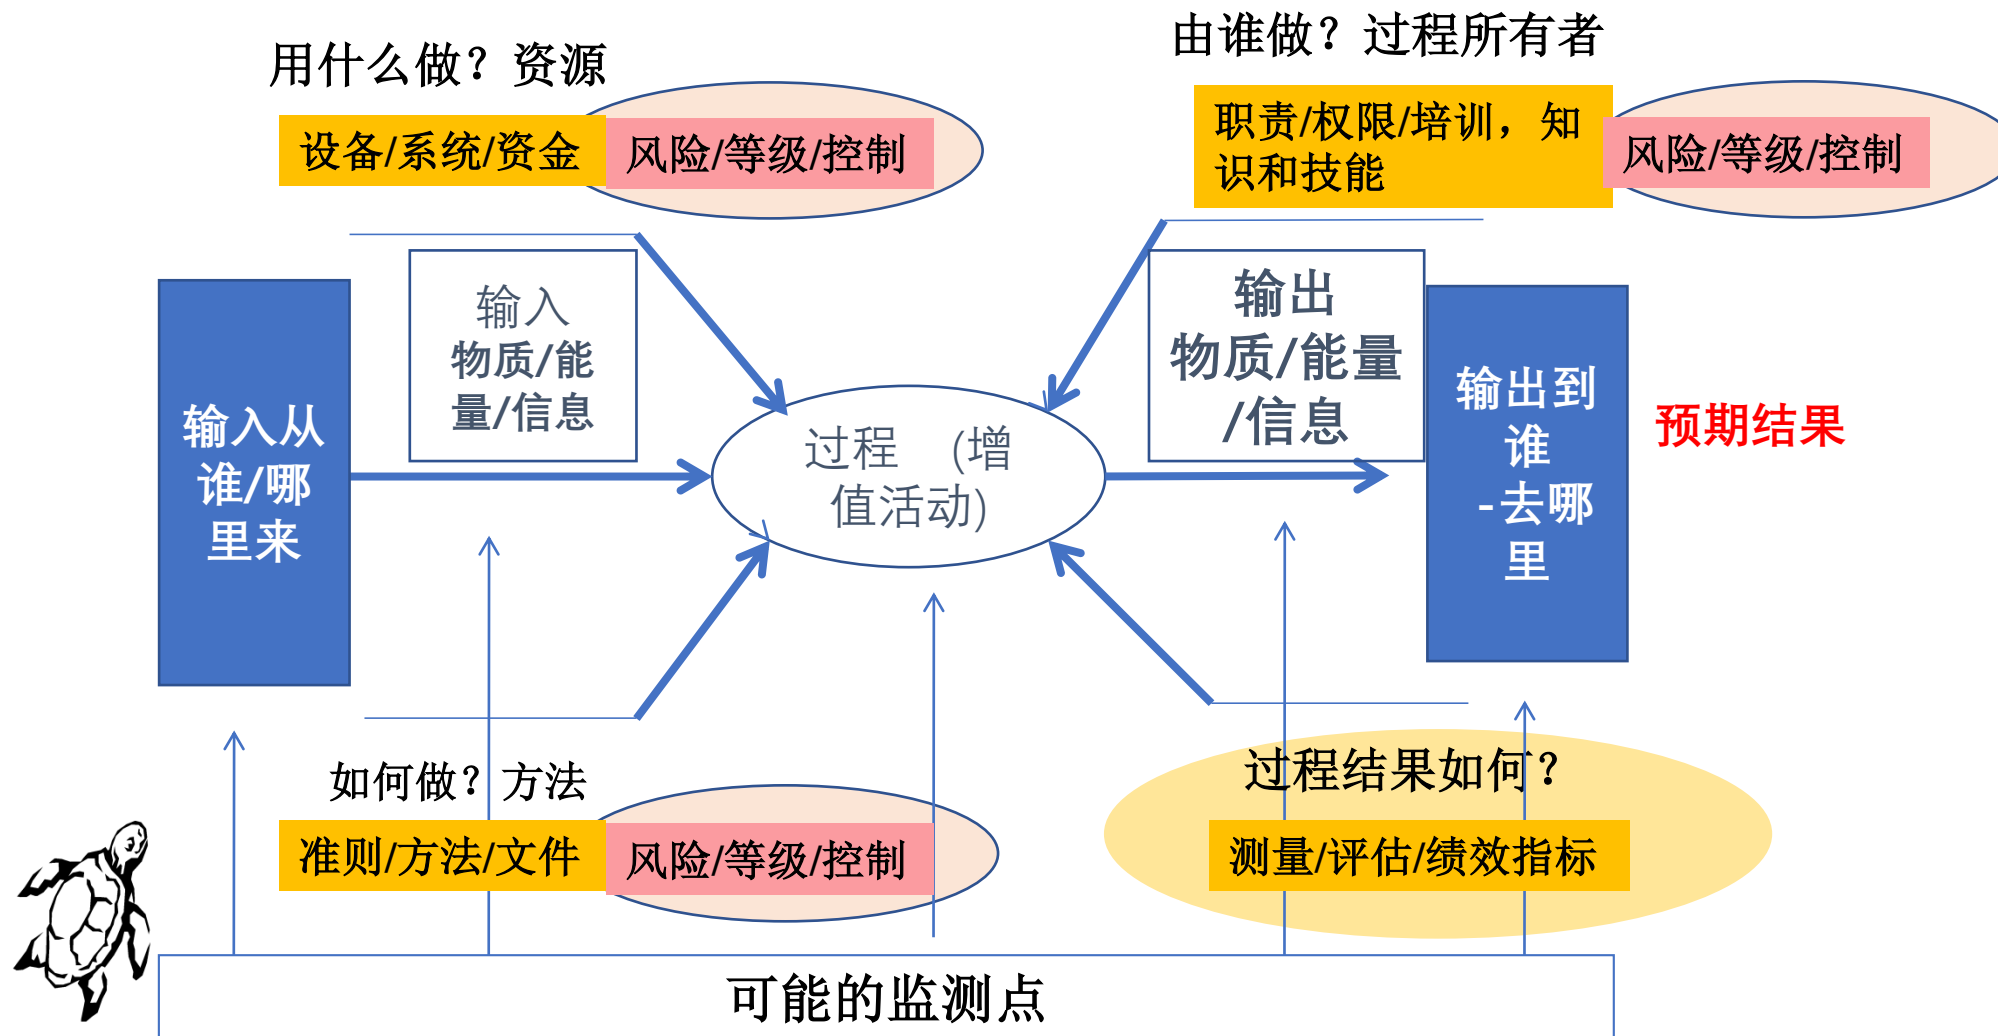 用什么做？资源
由谁做？过程所有者
设备/系统/资金
风险/等级/控制
职责/权限/培训，知
识和技能
风险/等级/控制
输入
物质/能
量/信息
输出
物质/能量
/信息
输入从
谁/哪
里来
过程 (增
值活动)
输出到
谁
-去哪
里
预期结果
如何做？方法
准则/方法/文件
风险/等级/控制
过程结果如何？
测量/评估/绩效指标
可能的监测点